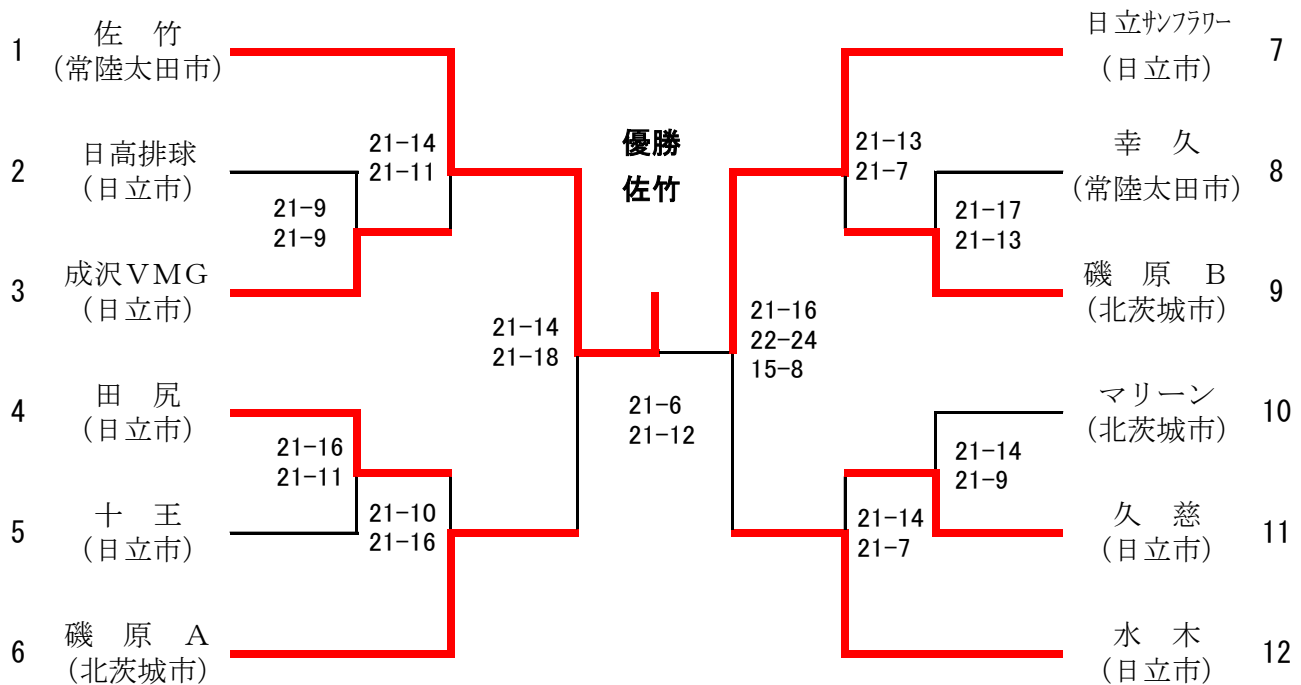 1
佐 竹
(常陸太田市)
2
日高排球
(日立市)
3
成沢VMG
(日立市)
4
田 尻
(日立市)
5
十 王
(日立市)
6
磯 原 A
(北茨城市)
21-14
21-11
21-9
21-9
21-14
21-18
21-16
21-11
21-10
21-16
優勝
佐竹
21-6
21-12
21-13
21-7
21-17
21-13
21-16
22-24
15-8
21-14
21-9
21-14
21-7
日立サンフラワー
(日立市)
7
幸 久
(常陸太田市)
8
磯 原 B
(北茨城市)
9
マリーン
(北茨城市)
10
久 慈
(日立市)
11
水 木
(日立市)
12